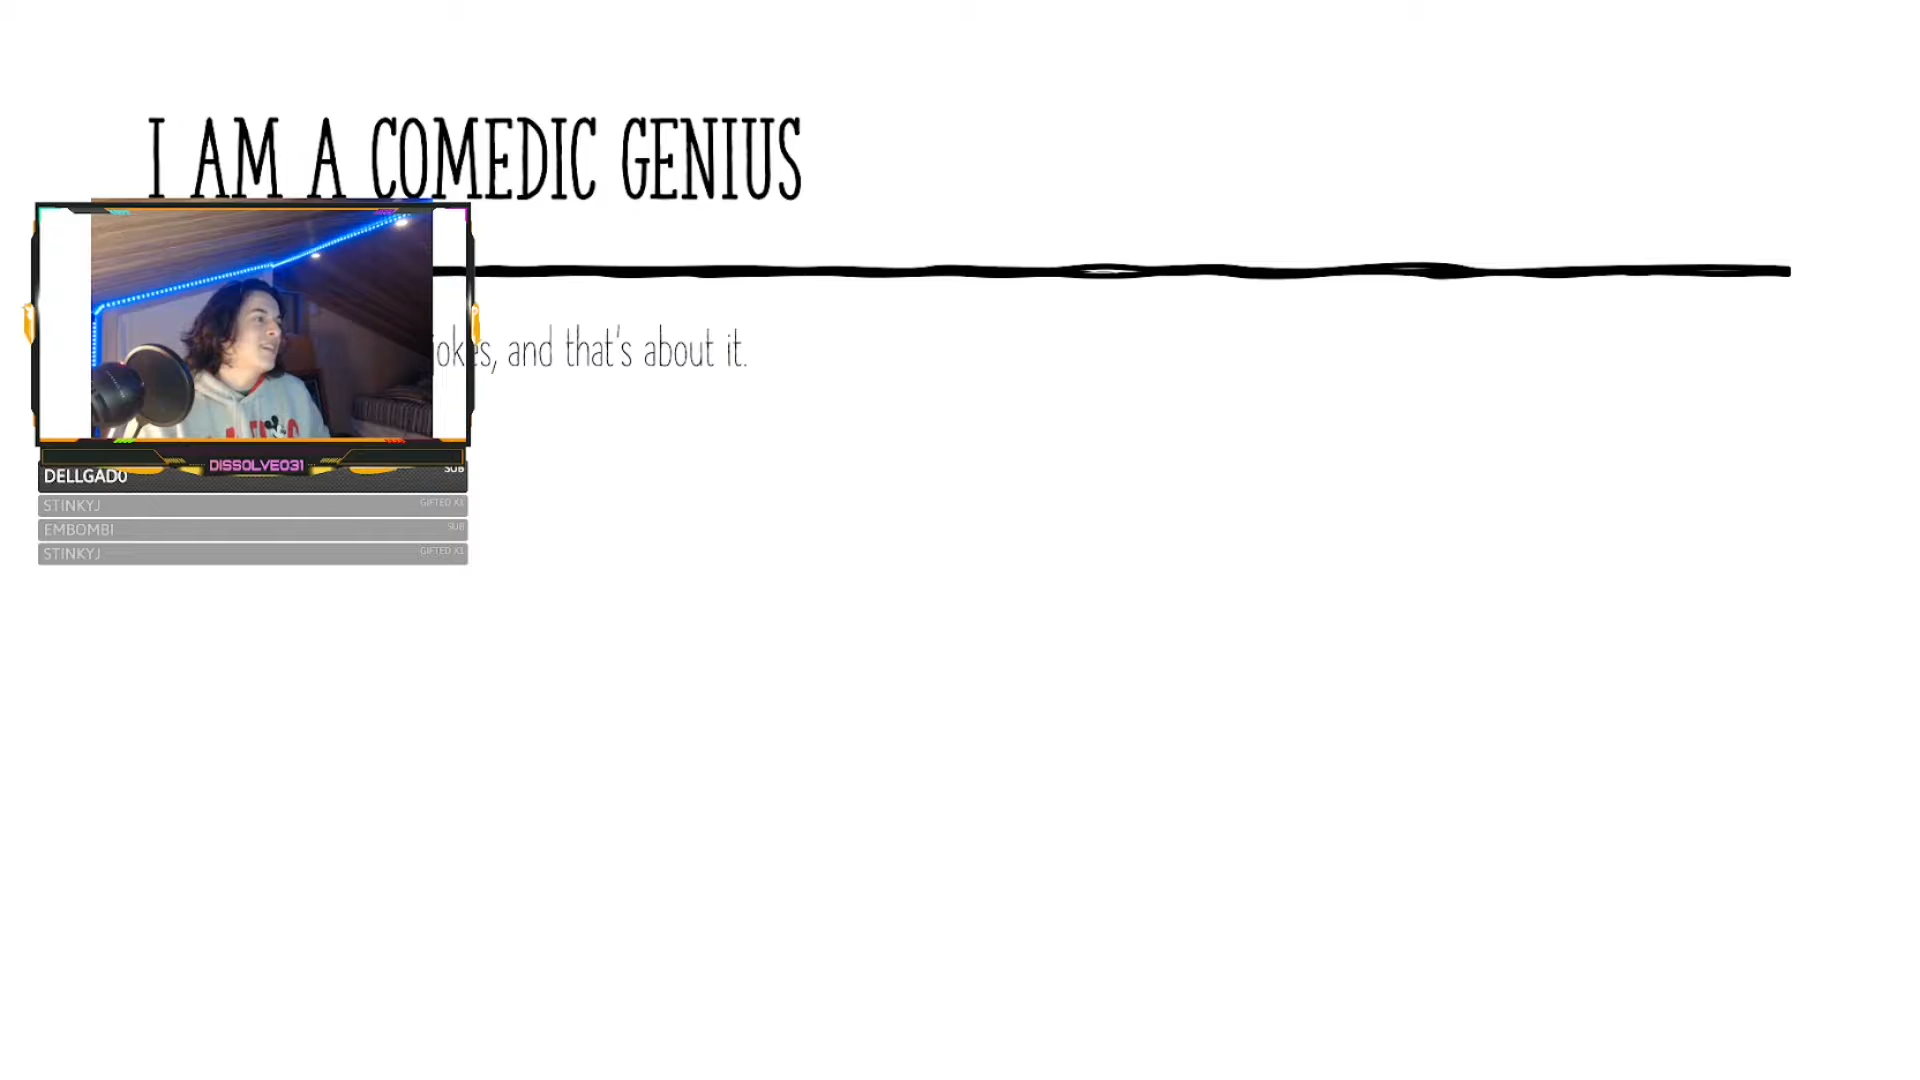 I AM A COMEDIC GENIUS
jokes, and that's about it.
DISSOLVE031
DELLGAD0 SUB
STINKYJ GIFTED X1
EMBOMBI SUB
STINKYJ GIFTED X1